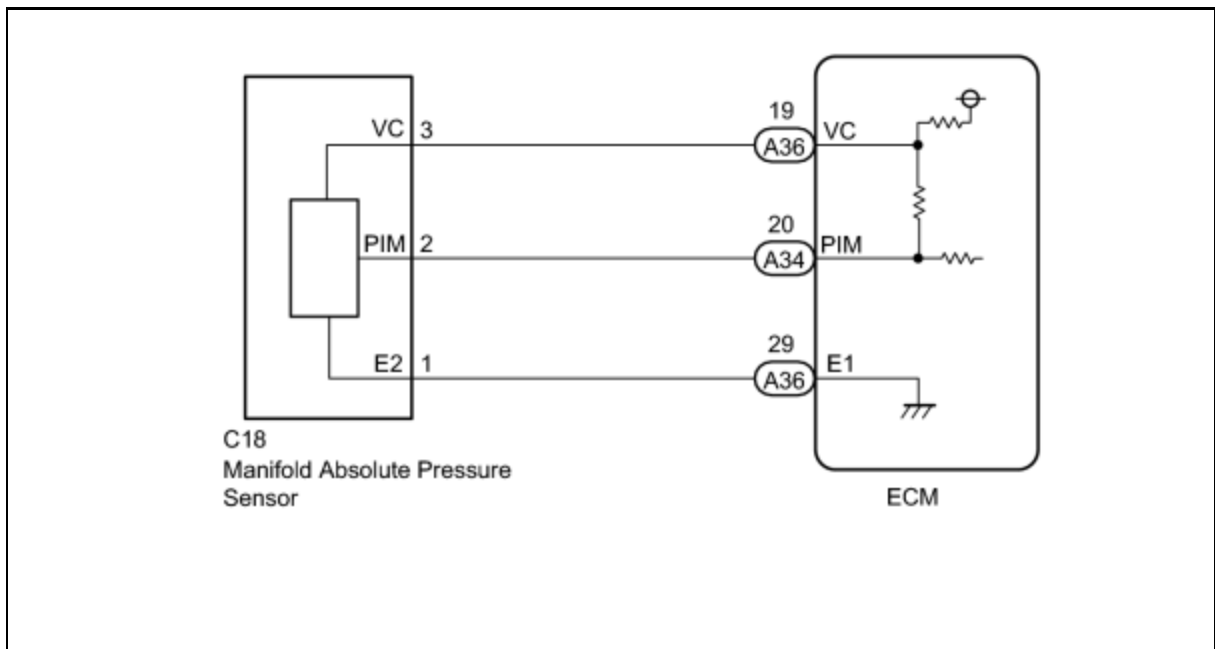 VC 3
19
A36
VC
PIM 2
20
A34
PIM
E2 1
29
A36
E1
C18
Manifold Absolute Pressure
Sensor
ECM